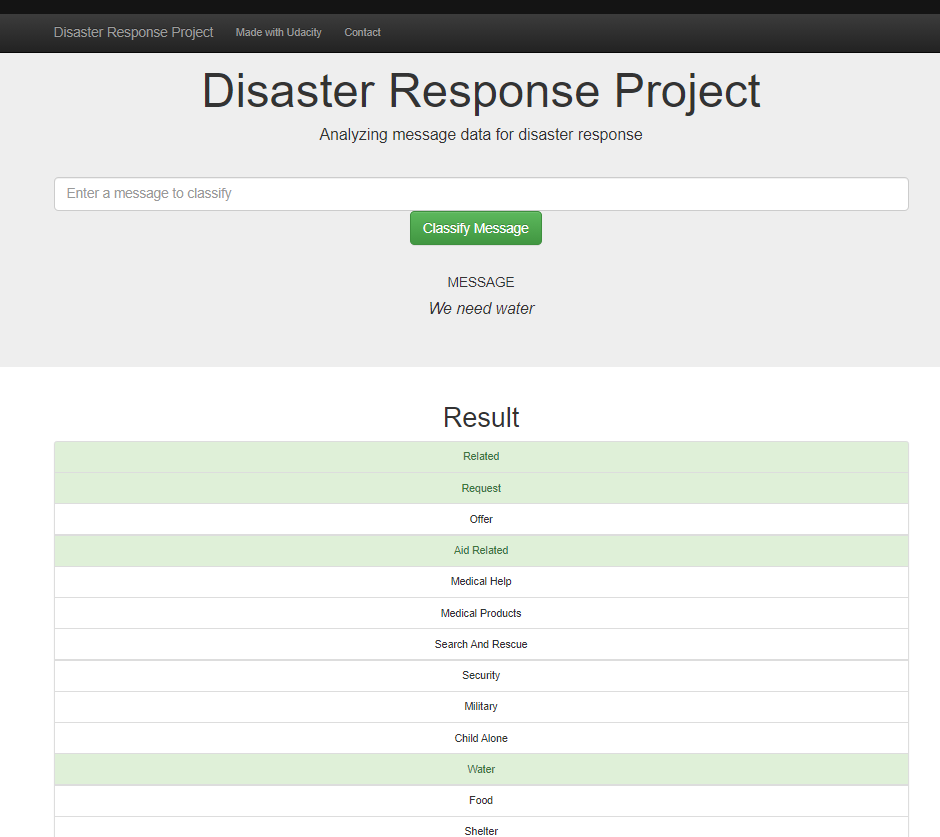 Disaster Response Project Made with Udacity Contact
Disaster Response Project
Analyzing message data for disaster response
Enter a message to classify
Classify Message
MESSAGE
We need water
Result
Related
Request
Offer
Aid Related
Medical Help
Medical Products
Search And Rescue
Security
Military
Child Alone
Water
Food
Shelter